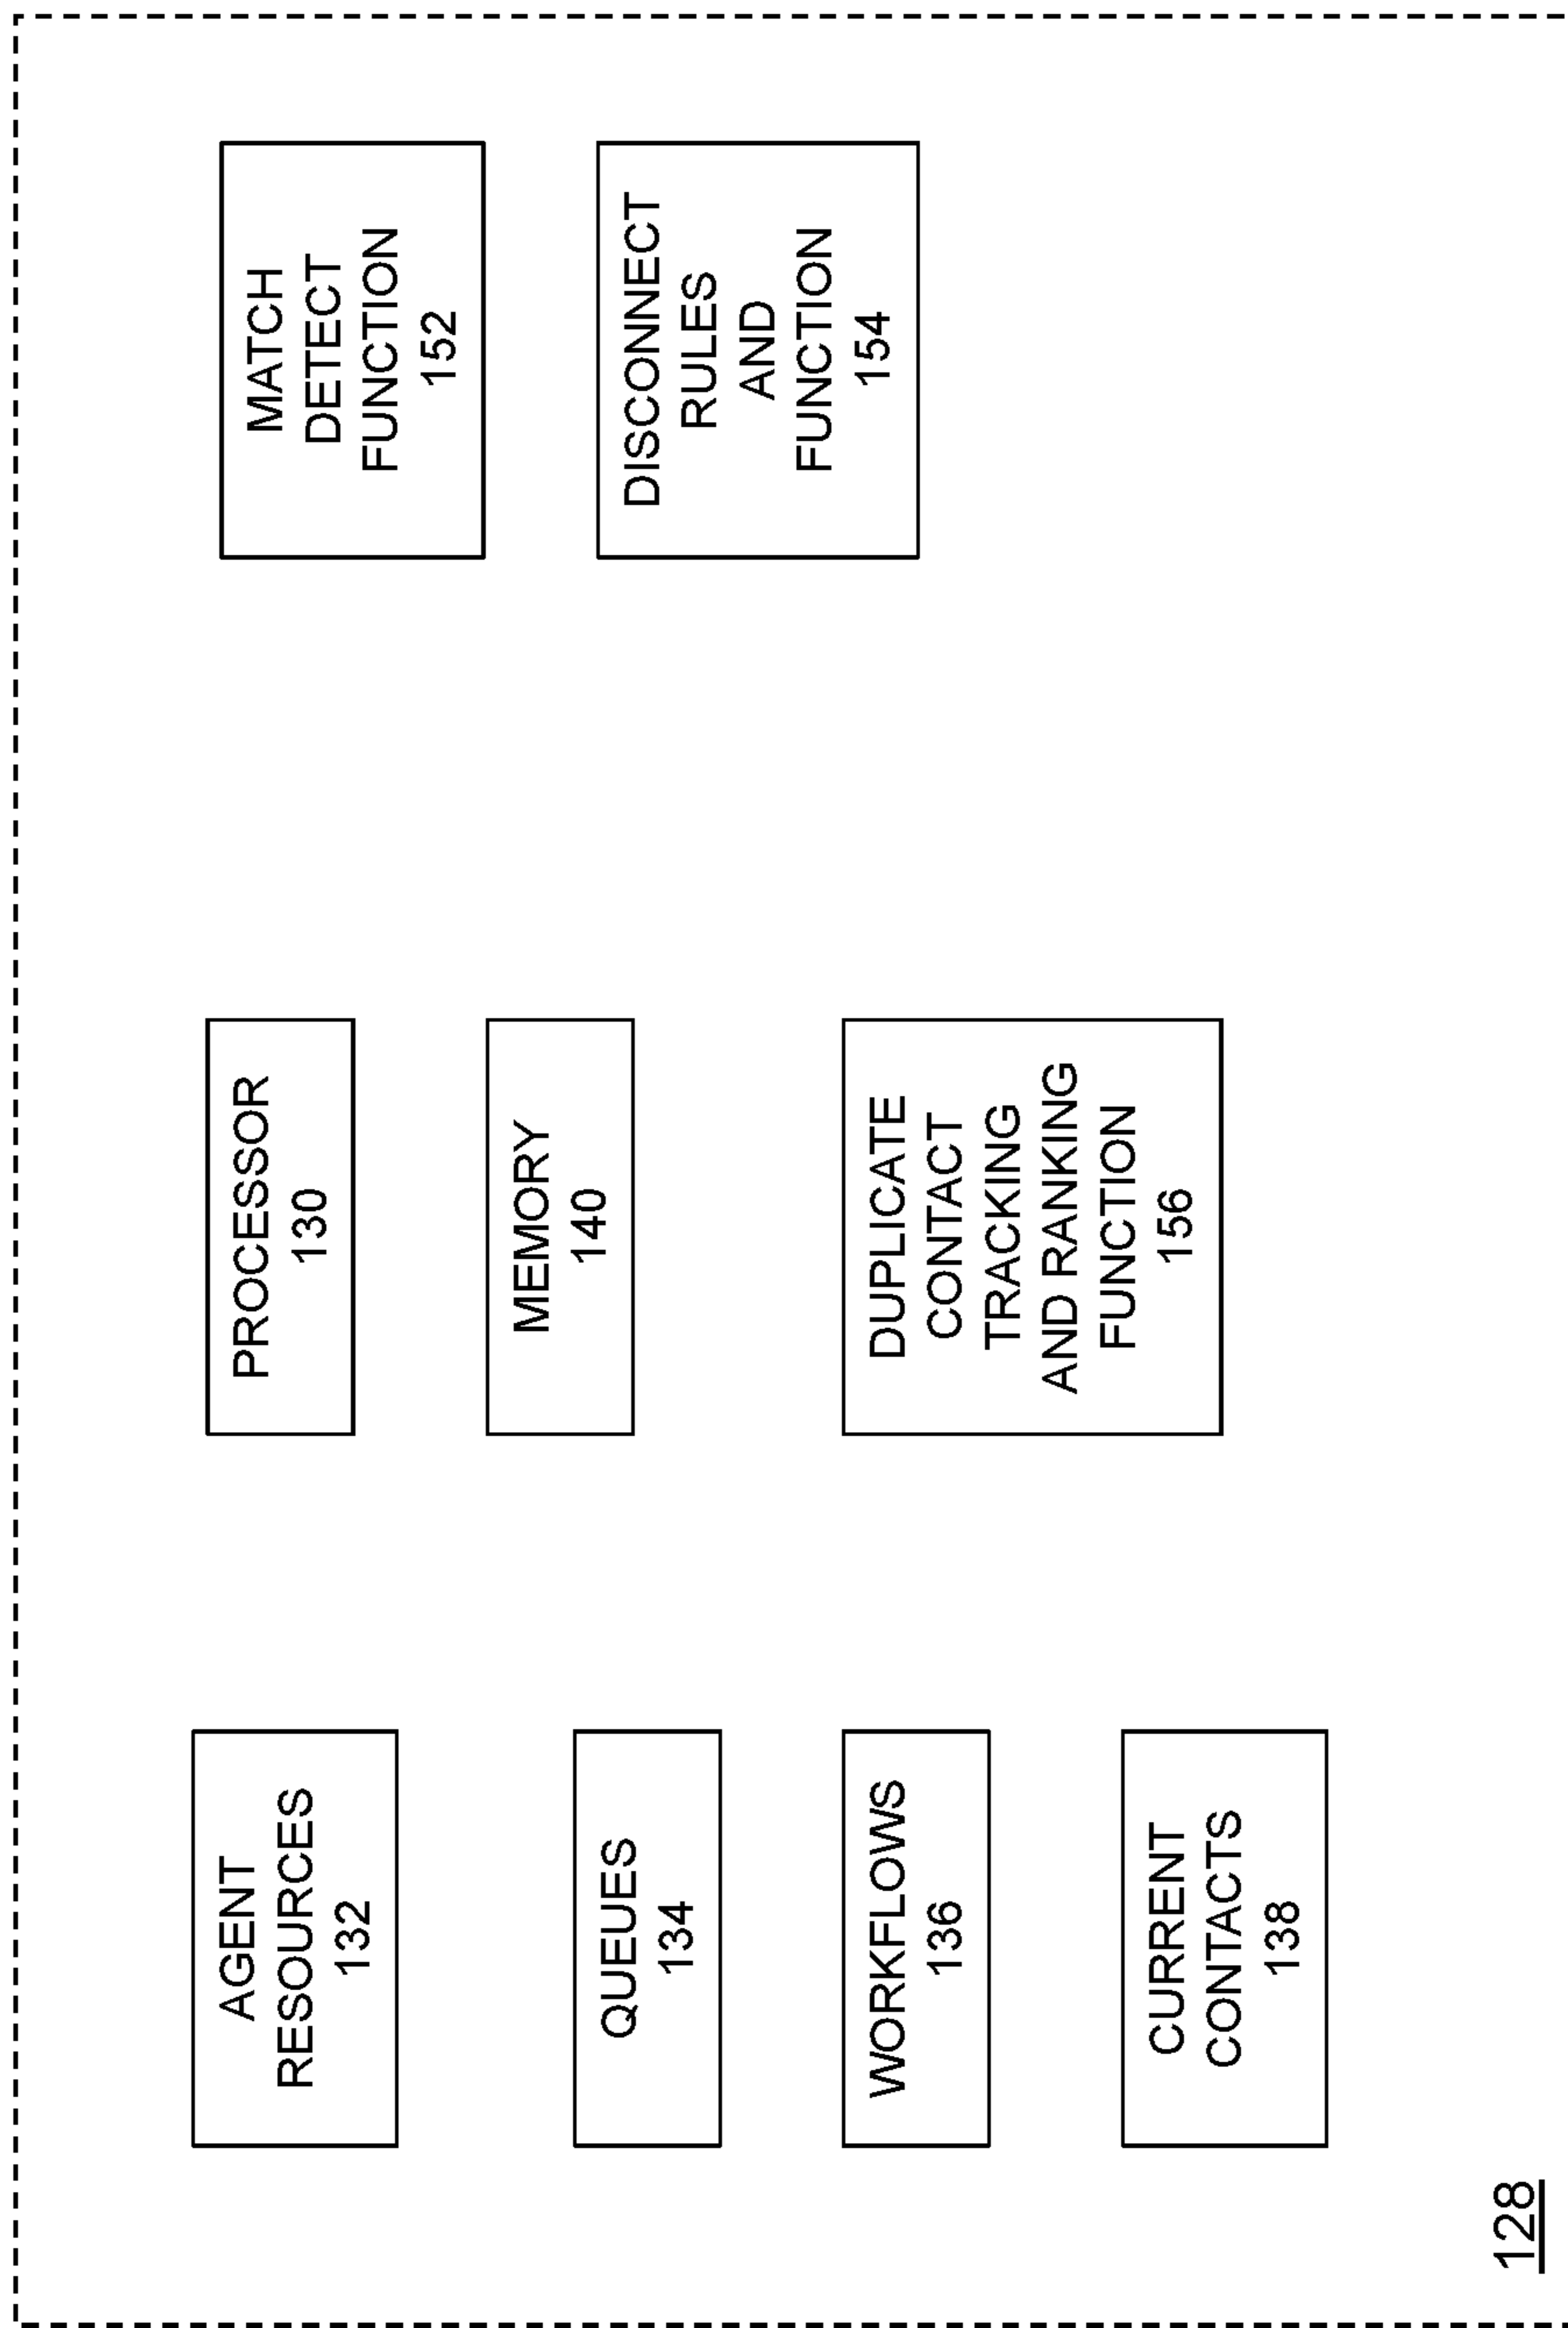 AGENT
RESOURCES
132
QUEUES
134
WORKFLOWS
136
CURRENT
CONTACTS
138
PROCESSOR
130
MEMORY
140
DUPLICATE
CONTACT
TRACKING
AND RANKING
FUNCTION
156
MATCH
DETECT
FUNCTION
152
DISCONNECT
RULES
AND
FUNCTION
154
128